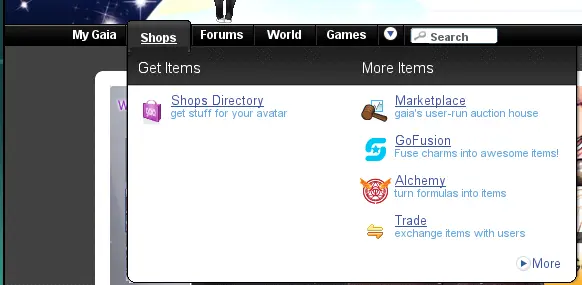 My Gaia Shops Forums World Games Search
Get Items
Shops Directory
get stuff for your avatar
More Items
Marketplace
gaia's user-run auction house
GoFusion
Fuse charms into awesome items!
Alchemy
turn formulas into items
Trade
exchange items with users
More